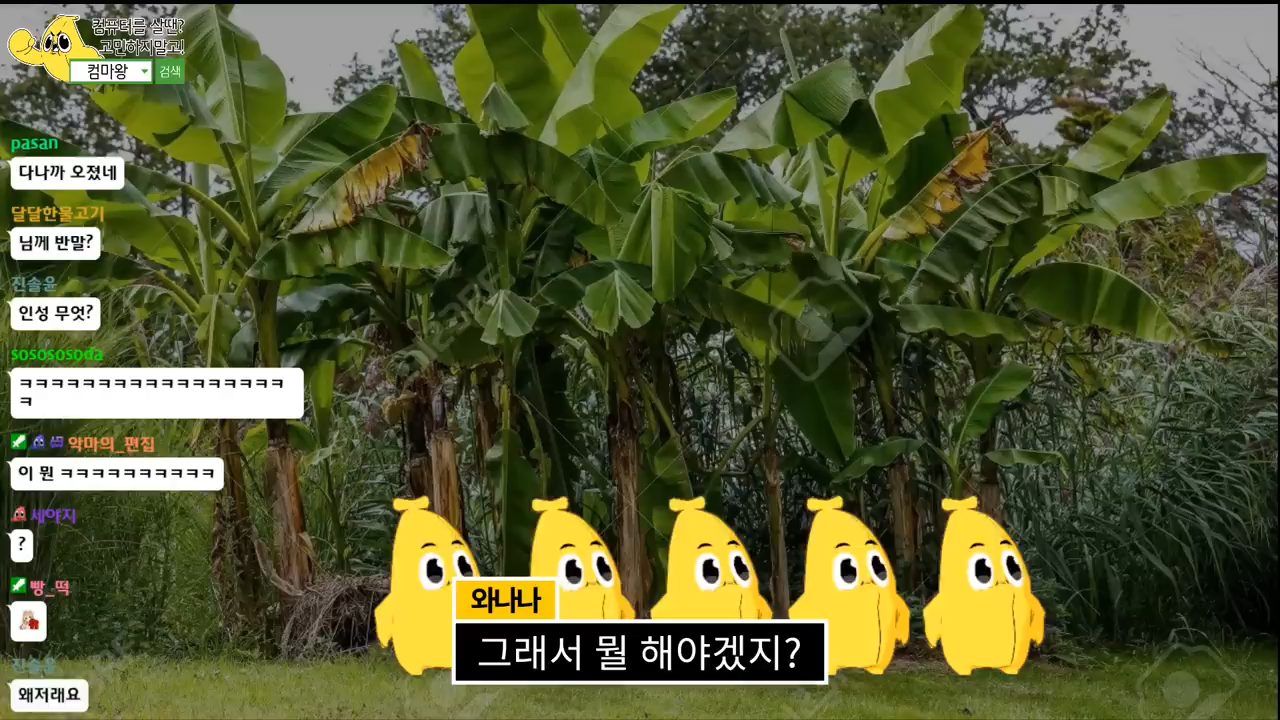 컴퓨터를 살땐?
고민하지말고!
컴마왕
검색
pasan
다나까 오졌네
달달한물고기
님께 반말?
진솔윤
인성 무엇?
sosososoda
ㅋㅋㅋㅋㅋㅋㅋㅋㅋㅋㅋㅋㅋㅋㅋㅋㅋ
ㅋ
악마의_편집
이 뭔 ㅋㅋㅋㅋㅋㅋㅋㅋㅋㅋ
세야지
?
빵_떡
진솔윤
왜저래요
와나나
그래서 뭘 해야겠지?